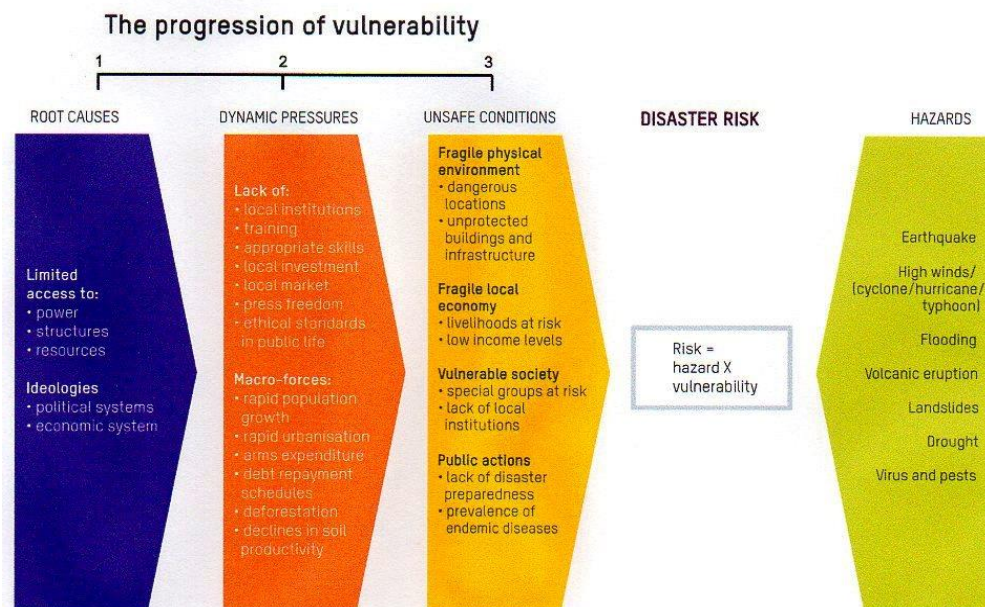 The progression of vulnerability
1
2
3
ROOT CAUSES
DYNAMIC PRESSURES
UNSAFE CONDITIONS
DISASTER RISK
HAZARDS
Limited
access to:
• power
• structures
• resources
Ideologies
• political systems
• economic system
Lack of:
• local institutions
• training
• appropriate skills
• local investment
• local market
• press freedom
• ethical standards
in public life
Macro-forces:
• rapid population
growth
• rapid urbanisation
• arms expenditure
• debt repayment
schedules
• deforestation
• declines in soil
productivity
Fragile physical
environment
• dangerous
locations
• unprotected
buildings and
infrastructure
Fragile local
economy
• livelihoods at risk
• low income levels
Vulnerable society
• special groups at risk
• lack of local
institutions
Public actions
• lack of disaster
preparedness
• prevalence of
endemic diseases
Risk =
hazard X
vulnerability
Earthquake
High winds/
(cyclone/hurricane/
typhoon)
Flooding
Volcanic eruption
Landslides
Drought
Virus and pests